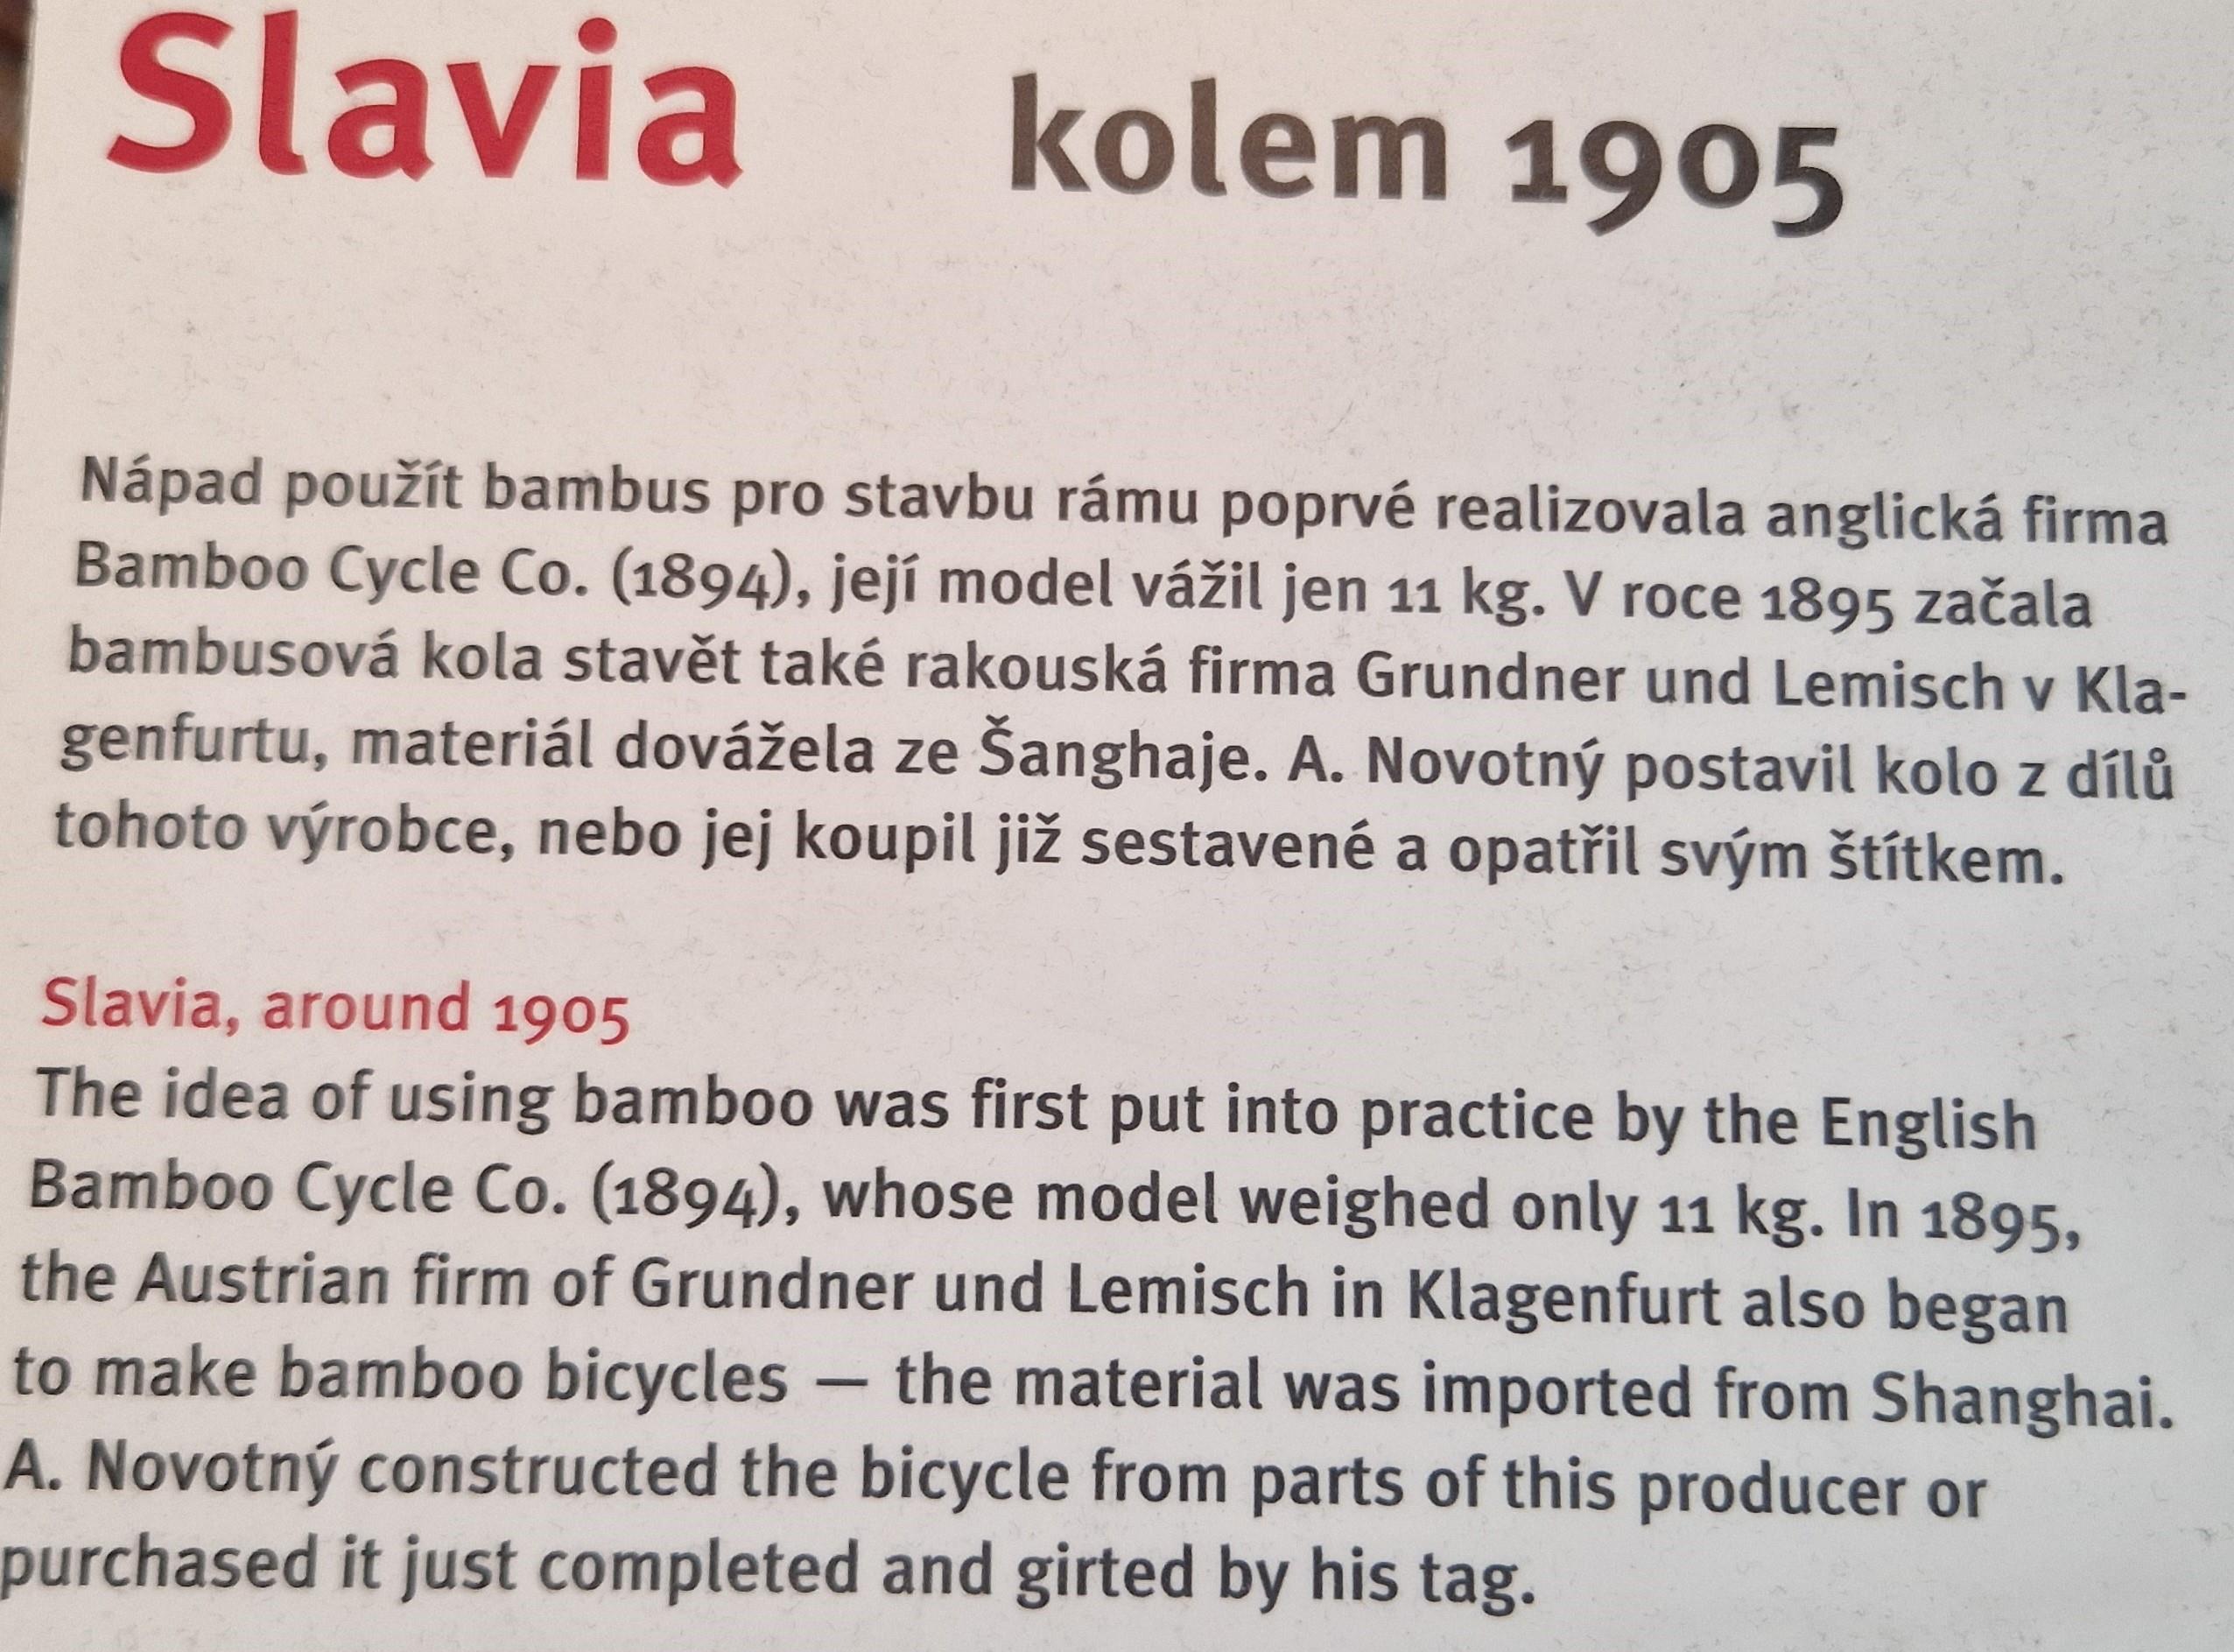 Slavia kolem 1905
Nápad použít bambus pro stavbu rámu poprvé realizovala anglická firma
Bamboo Cycle Co. (1894), její model vážil jen 11 kg. V roce 1895 začala
bambusová kola stavět také rakouská firma Grundner und Lemisch v Kla-
genfurtu, materiál dovážela ze Šanghaje. A. Novotný postavil kolo z dílů
tohoto výrobce, nebo jej koupil již sestavené a opatřil svým štítkem.
Slavia, around 1905
The idea of using bamboo was first put into practice by the English
Bamboo Cycle Co. (1894), whose model weighed only 11 kg. In 1895,
the Austrian firm of Grundner und Lemisch in Klagenfurt also began
to make bamboo bicycles — the material was imported from Shanghai.
A. Novotný constructed the bicycle from parts of this producer or
purchased it just completed and girted by his tag.